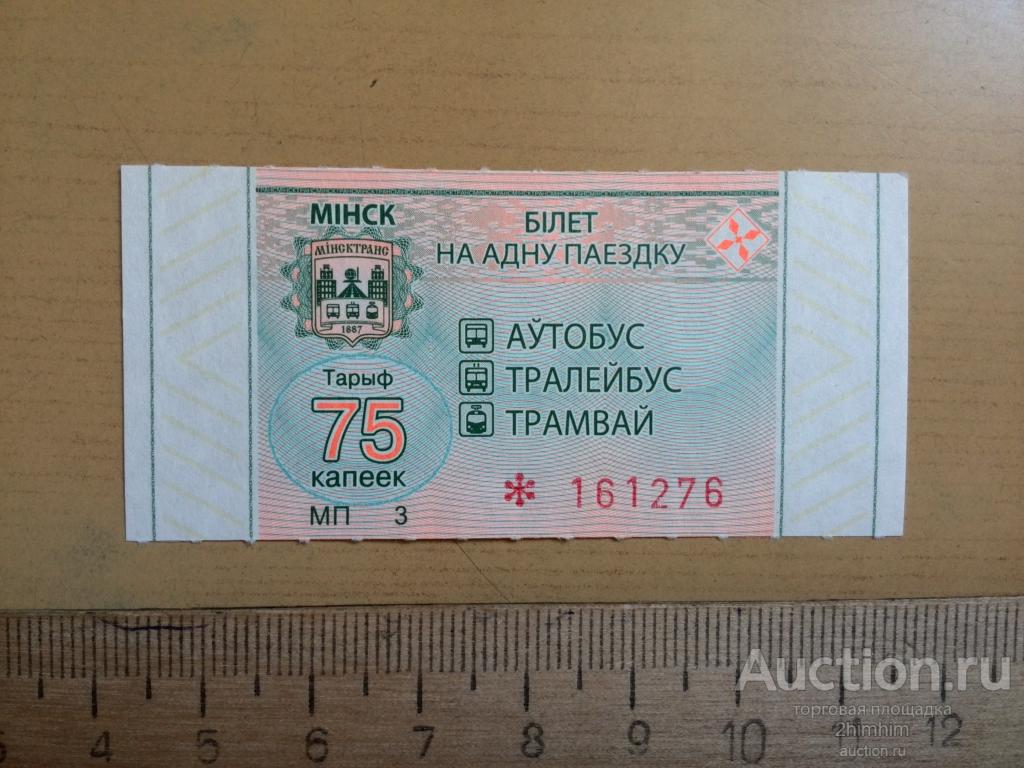 МІНСК
МІНСКТРАНС
1887
БІЛЕТ
НА АДНУ ПАЕЗДКУ
АЎТОБУС
ТРАЛЕЙБУС
ТРАМВАЙ
Тарыф
75
капеек
МП 3
* 161276
4 5 6 7 8 9 10 11 12
Auction.ru
торговая площадка
2himhim
auction.ru